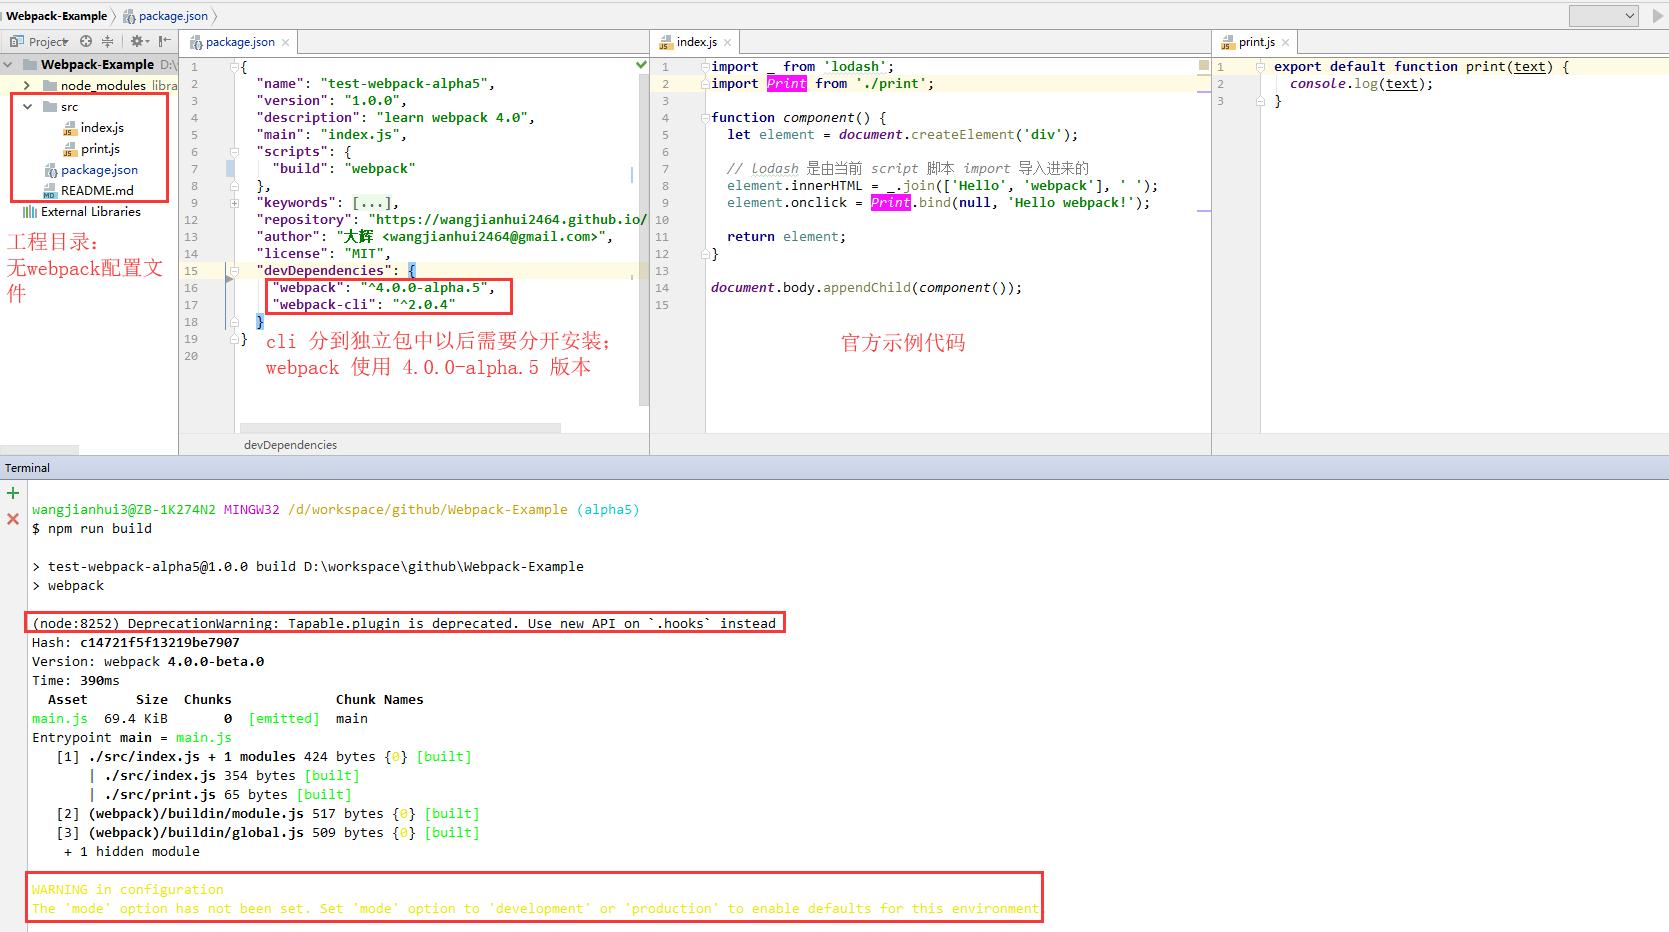 Webpack-Example package.json
Project
package.json
index.js
print.js
Webpack-Example D:\
node_modules libra
src
index.js
print.js
package.json
README.md
External Libraries
工程目录：
无webpack配置文
件
1 {
2 "name": "test-webpack-alpha5",
3 "version": "1.0.0",
4 "description": "learn webpack 4.0",
5 "main": "index.js",
6 "scripts": {
7 "build": "webpack"
8 },
9 "keywords": [...],
12 "repository": "https://wangjianhui2464.github.io/
13 "author": "大辉 <wangjianhui2464@gmail.com>",
14 "license": "MIT",
15 "devDependencies": {
16 "webpack": "^4.0.0-alpha.5",
17 "webpack-cli": "^2.0.4"
18 }
19 }
20
cli 分到独立包中以后需要分开安装；
webpack 使用 4.0.0-alpha.5 版本
devDependencies
1 import _ from 'lodash';
2 import Print from './print';
3
4 function component() {
5 let element = document.createElement('div');
6
7 // lodash 是由当前 script 脚本 import 导入进来的
8 element.innerHTML = _.join(['Hello', 'webpack'], ' ');
9 element.onclick = Print.bind(null, 'Hello webpack!');
10
11 return element;
12 }
13
14 document.body.appendChild(component());
15
官方示例代码
1 export default function print(text) {
2 console.log(text);
3 }
Terminal
wangjianhui3@ZB-1K274N2 MINGW32 /d/workspace/github/Webpack-Example (alpha5)
$ npm run build
> test-webpack-alpha5@1.0.0 build D:\workspace\github\Webpack-Example
> webpack
(node:8252) DeprecationWarning: Tapable.plugin is deprecated. Use new API on `.hooks` instead
Hash: c14721f5f13219be7907
Version: webpack 4.0.0-beta.0
Time: 390ms
Asset Size Chunks Chunk Names
main.js 69.4 KiB 0 [emitted] main
Entrypoint main = main.js
[1] ./src/index.js + 1 modules 424 bytes {0} [built]
| ./src/index.js 354 bytes [built]
| ./src/print.js 65 bytes [built]
[2] (webpack)/buildin/module.js 517 bytes {0} [built]
[3] (webpack)/buildin/global.js 509 bytes {0} [built]
+ 1 hidden module
WARNING in configuration
The 'mode' option has not been set. Set 'mode' option to 'development' or 'production' to enable defaults for this environment.